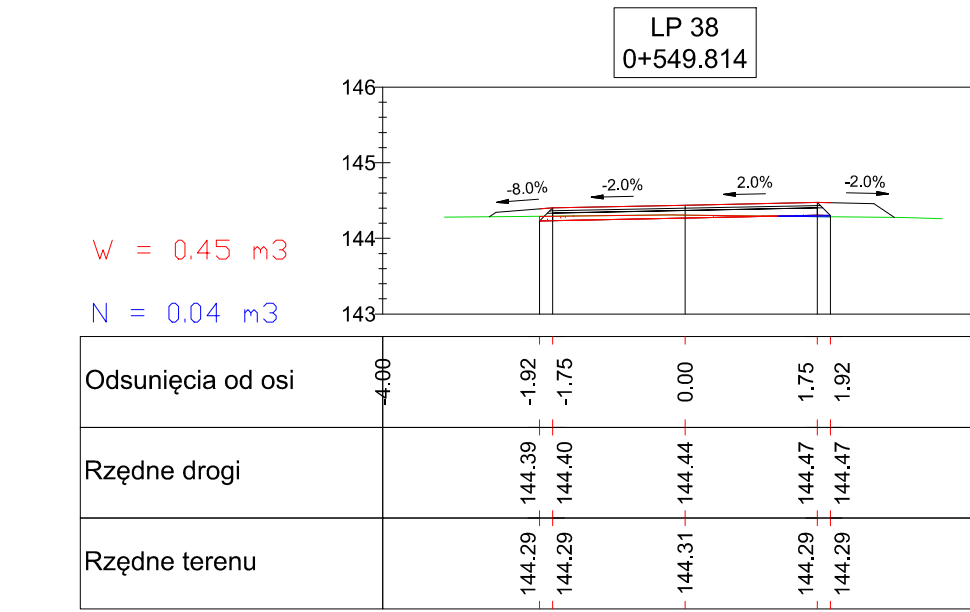 LP 38
0+549.814
146
145
144
143
-8.0%
-2.0%
2.0%
-2.0%
W = 0.45 m3
N = 0.04 m3
Odsunięcia od osi -4.00 -1.92 -1.75 0.00 1.75 1.92
Rzędne drogi 144.39 144.40 144.44 144.47 144.47
Rzędne terenu 144.29 144.29 144.31 144.29 144.29